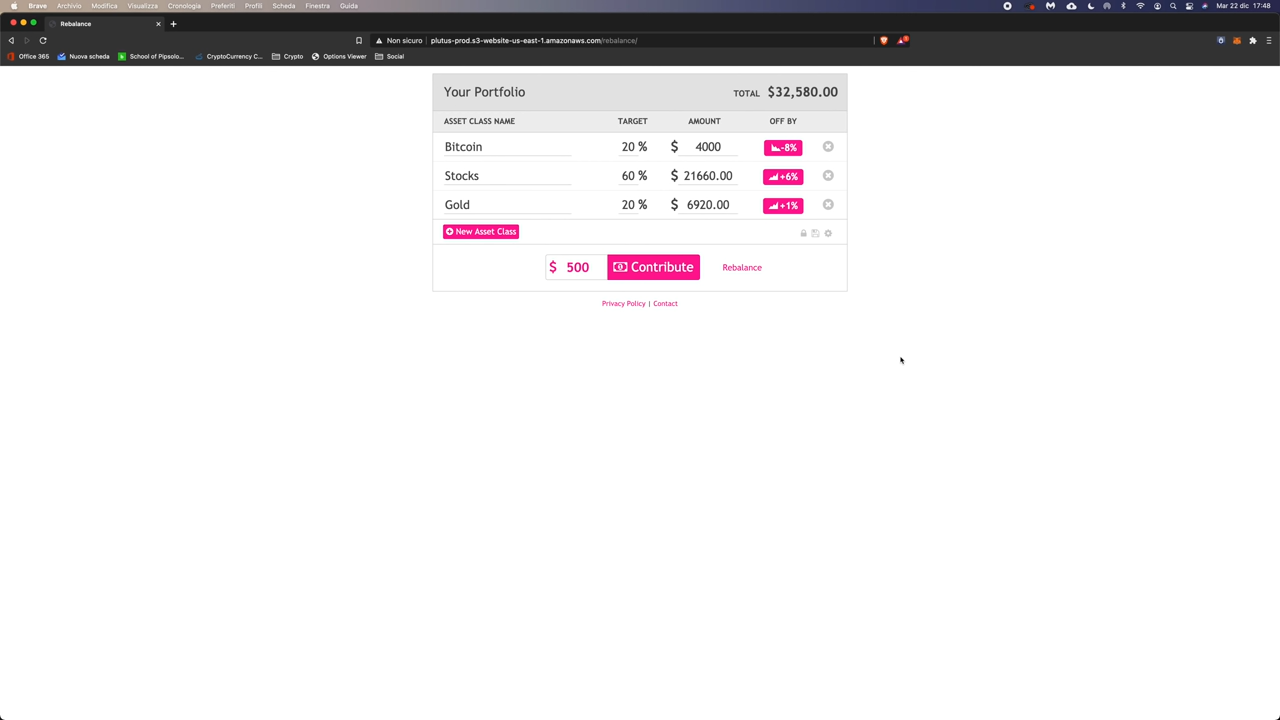 Brave Archivio Modifica Visualizza Cronologia Preferiti Profili Scheda Finestra Guida Mar 22 dic 17:48
Rebalance
Non sicuro plutus-prod.s3-website-us-east-1.amazonaws.com/rebalance/
Office 365 Nuova scheda School of Pipsolo... CryptoCurrency C... Crypto Options Viewer Social
Your Portfolio TOTAL $32,580.00
ASSET CLASS NAME TARGET AMOUNT OFF BY
Bitcoin 20 % $ 4000 -8%
Stocks 60 % $ 21660.00 +6%
Gold 20 % $ 6920.00 +1%
New Asset Class
$ 500 Contribute Rebalance
Privacy Policy | Contact